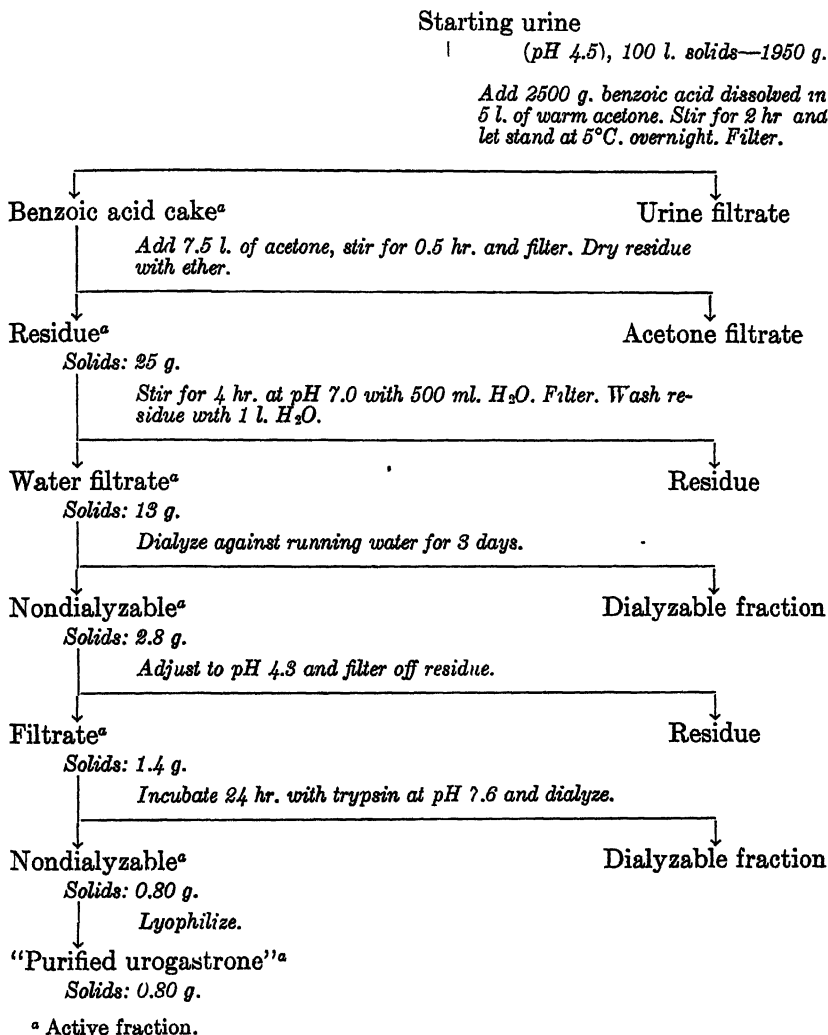 Starting urine
(pH 4.5), 100 l. solids—1950 g.
Add 2500 g. benzoic acid dissolved in
5 l. of warm acetone. Stir for 2 hr and
let stand at 5°C. overnight. Filter.
Benzoic acid cakeᵃ Urine filtrate
Add 7.5 l. of acetone, stir for 0.5 hr. and filter. Dry residue
with ether.
Residueᵃ Acetone filtrate
Solids: 25 g.
Stir for 4 hr. at pH 7.0 with 500 ml. H₂O. Filter. Wash re-
sidue with 1 l. H₂O.
Water filtrateᵃ Residue
Solids: 13 g.
Dialyze against running water for 3 days.
Nondialyzableᵃ Dialyzable fraction
Solids: 2.8 g.
Adjust to pH 4.3 and filter off residue.
Filtrateᵃ Residue
Solids: 1.4 g.
Incubate 24 hr. with trypsin at pH 7.6 and dialyze.
Nondialyzableᵃ Dialyzable fraction
Solids: 0.80 g.
Lyophilize.
“Purified urogastrone”ᵃ
Solids: 0.80 g.
ᵃ Active fraction.